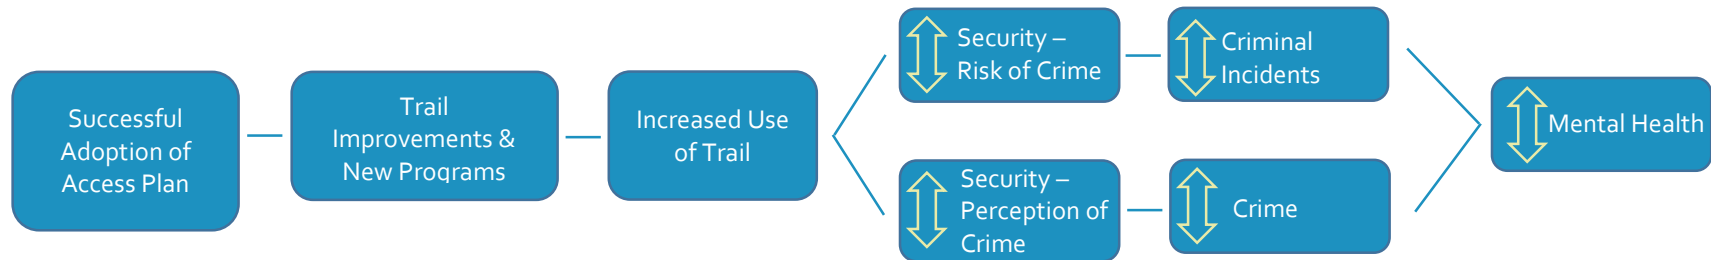 Successful
Adoption of
Access Plan
Trail
Improvements &
New Programs
Increased Use
of Trail
Security –
Risk of Crime
Criminal
Incidents
Security –
Perception of
Crime
Crime
Mental Health